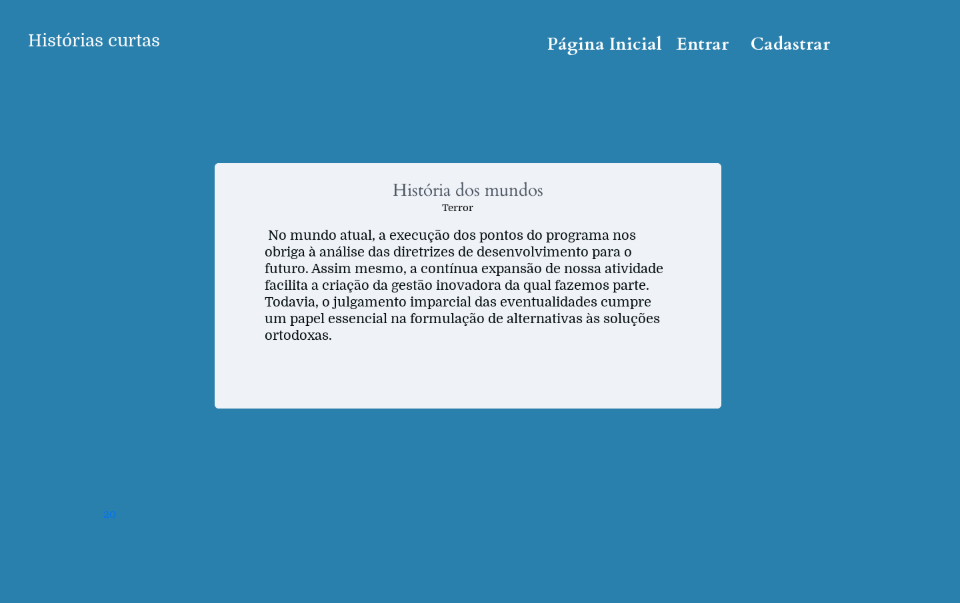 Histórias curtas
Página Inicial Entrar Cadastrar
História dos mundos
Terror
No mundo atual, a execução dos pontos do programa nos
obriga à análise das diretrizes de desenvolvimento para o
futuro. Assim mesmo, a contínua expansão de nossa atividade
facilita a criação da gestão inovadora da qual fazemos parte.
Todavia, o julgamento imparcial das eventualidades cumpre
um papel essencial na formulação de alternativas às soluções
ortodoxas.